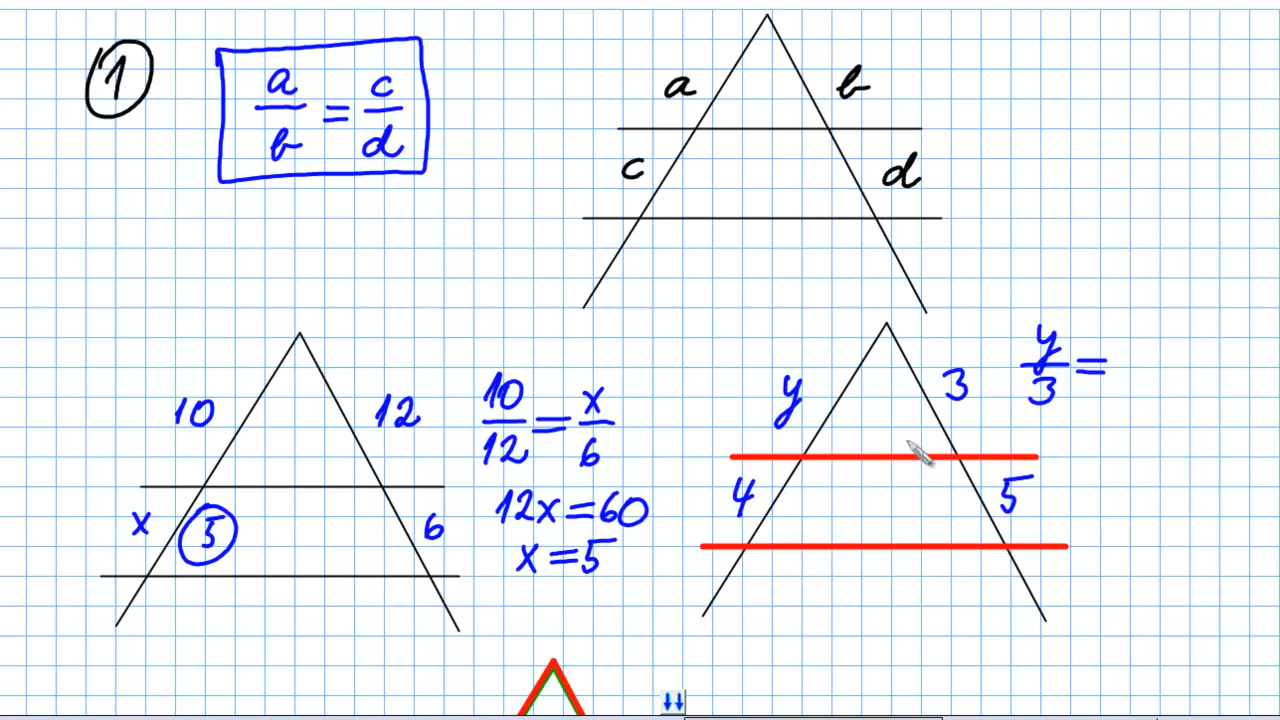 1
a/b = c/d
a b
c d
10 12
x 5 6
10/12 = x/6
12x=60
x=5
y 3
4 5
y/3 =